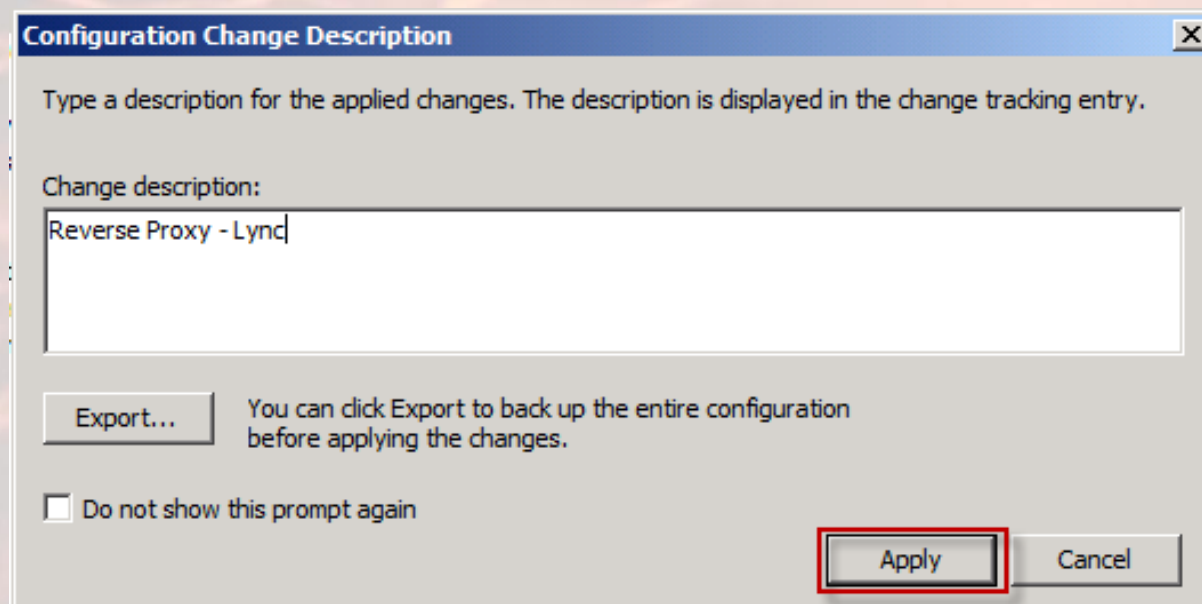 Configuration Change Description
Type a description for the applied changes. The description is displayed in the change tracking entry.
Change description:
Reverse Proxy - Lync
Export...
You can click Export to back up the entire configuration
before applying the changes.
Do not show this prompt again
Apply
Cancel